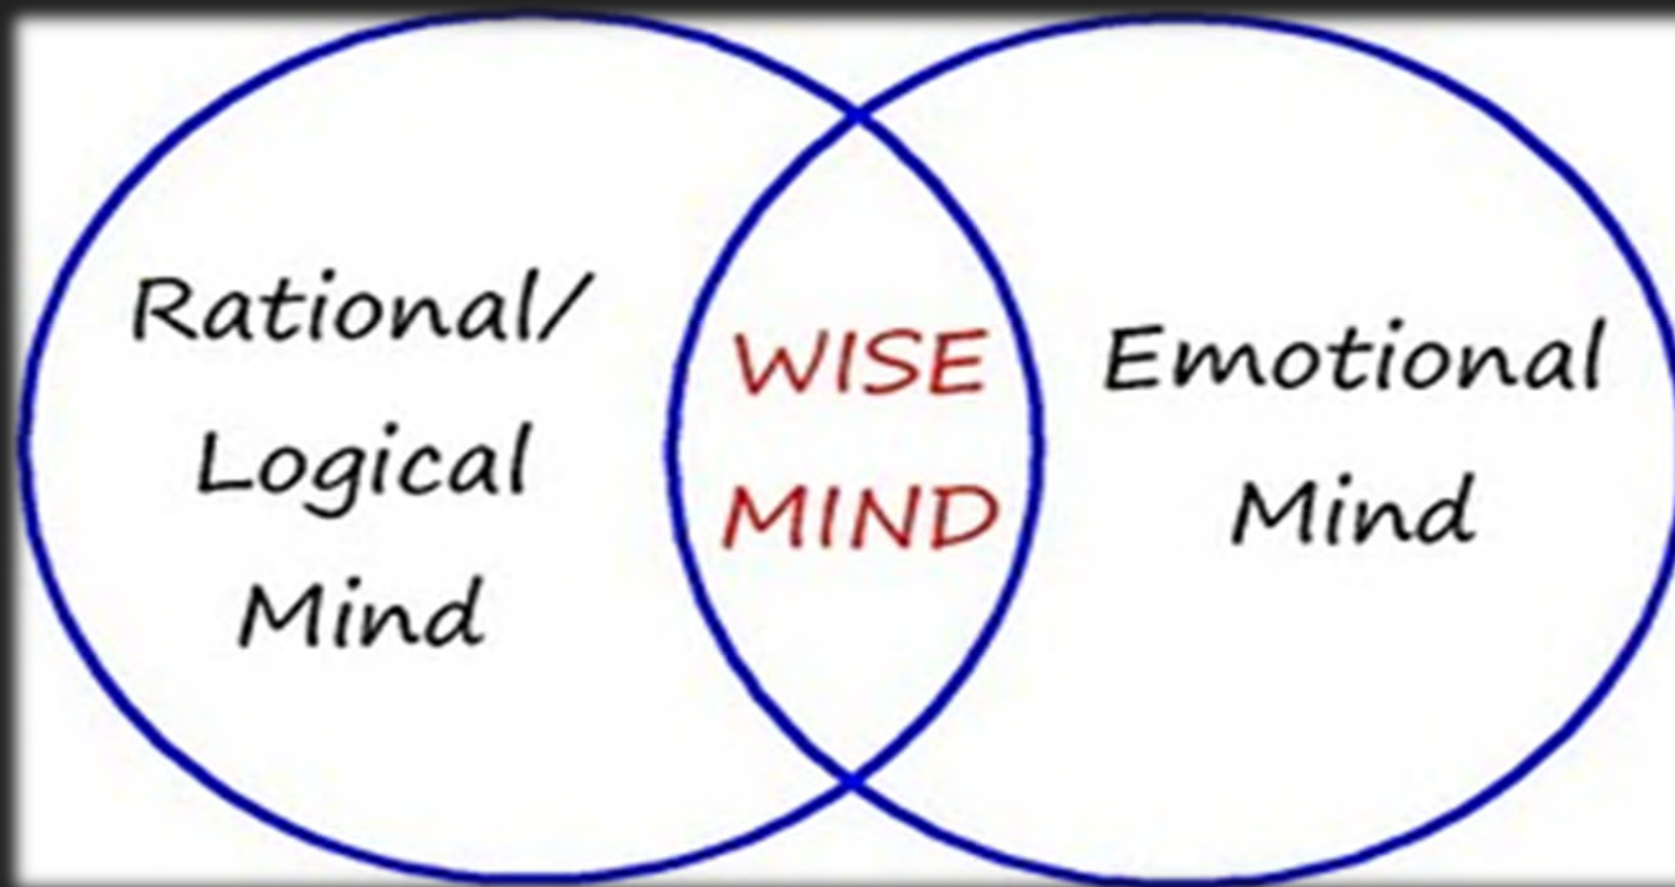 Rational/
Logical
Mind
WISE
MIND
Emotional
Mind